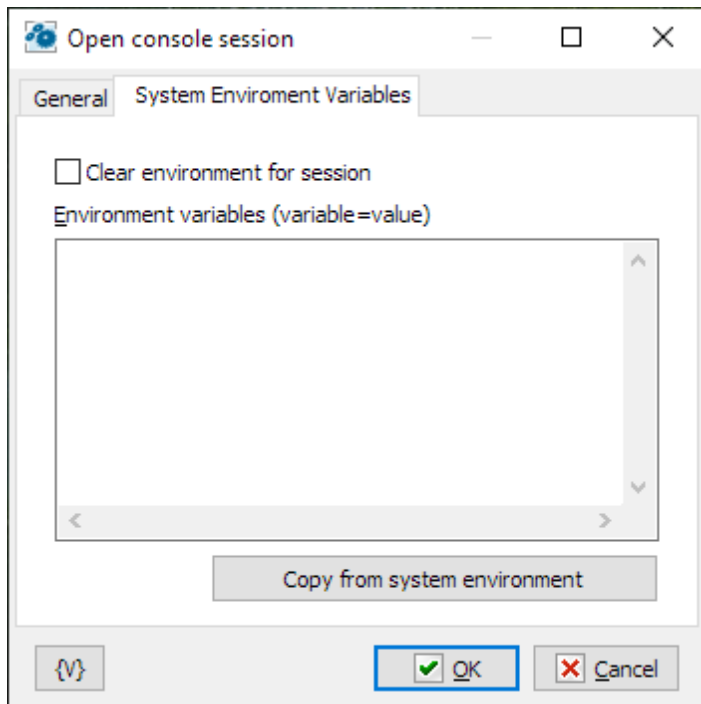 Open console session
General
System Enviroment Variables
Clear environment for session
Environment variables (variable=value)
Copy from system environment
{V}
OK
Cancel